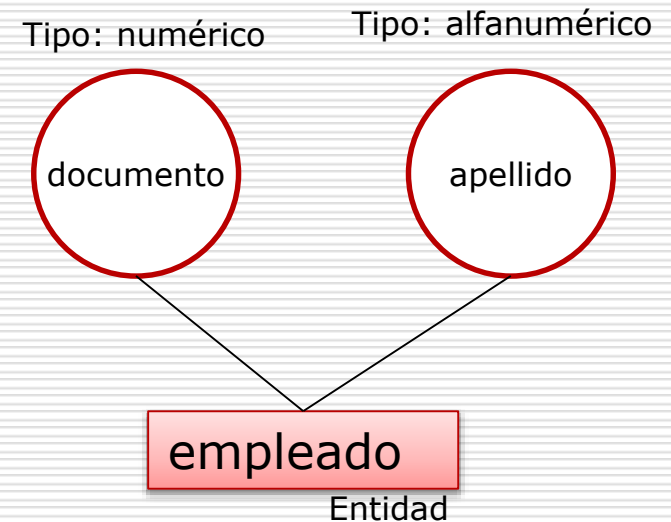 Tipo: numérico
Tipo: alfanumérico
documento
apellido
empleado
Entidad